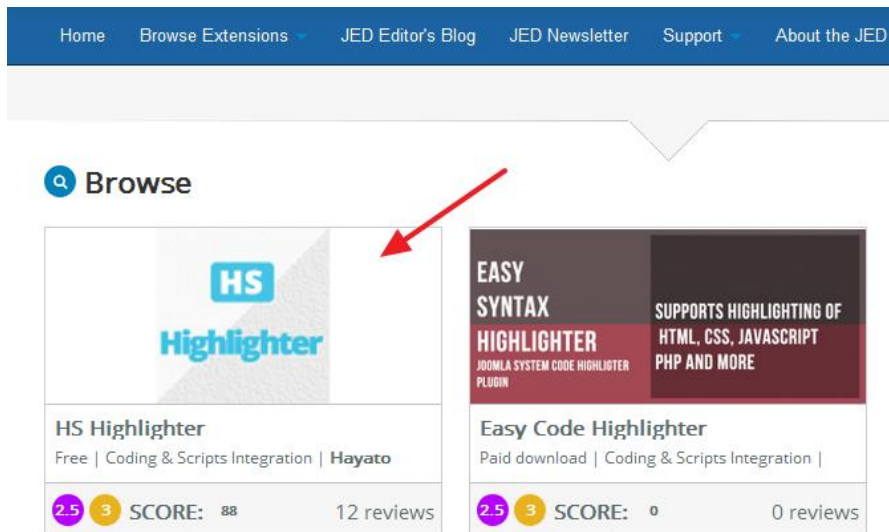 Home Browse Extensions JED Editor's Blog JED Newsletter Support About the JED
Browse
HS
Highlighter
HS Highlighter
Free | Coding & Scripts Integration | Hayato
2.5 3 SCORE: 88 12 reviews
EASY
SYNTAX
HIGHLIGHTER
JOOMLA SYSTEM CODE HIGHLIGTER
PLUGIN
SUPPORTS HIGHLIGHTING OF
HTML, CSS, JAVASCRIPT
PHP AND MORE
Easy Code Highlighter
Paid download | Coding & Scripts Integration |
2.5 3 SCORE: 0 0 reviews